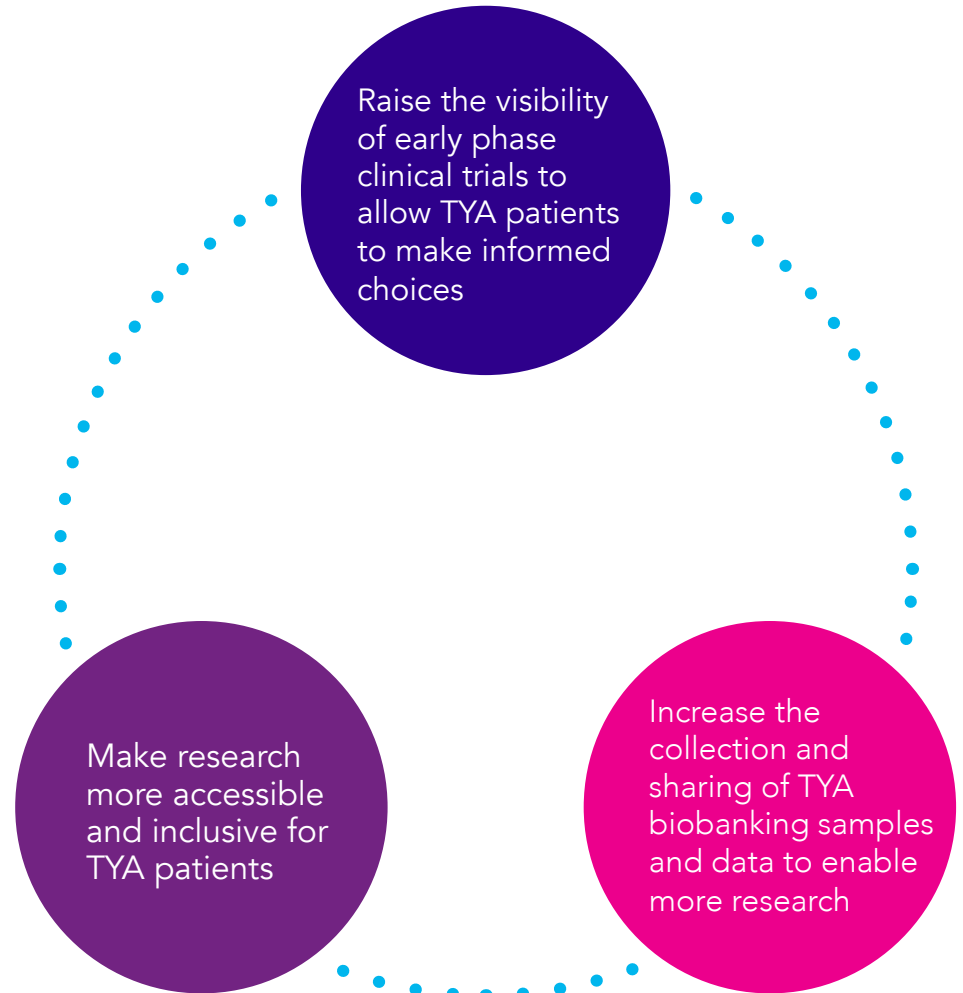 Raise the visibility
of early phase
clinical trials to
allow TYA patients
to make informed
choices
Make research
more accessible
and inclusive for
TYA patients
Increase the
collection and
sharing of TYA
biobanking samples
and data to enable
more research